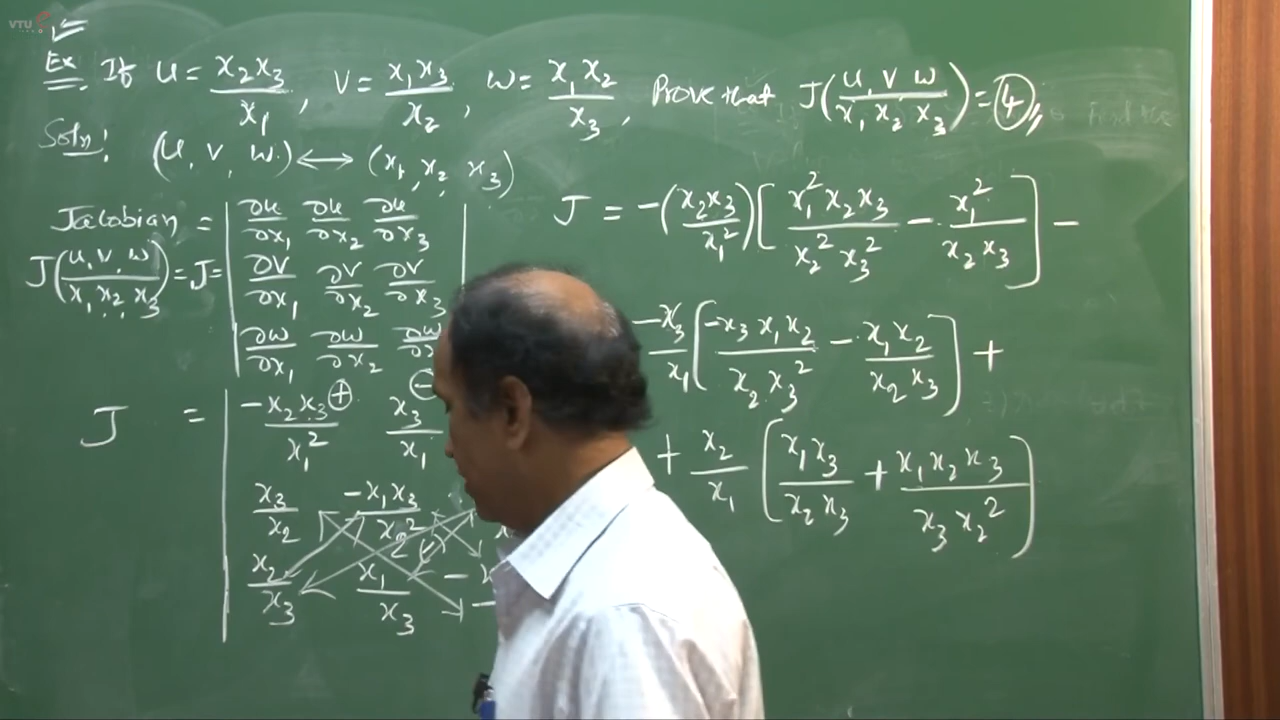 VTU
Ex: If u = x₂x₃/x₁, v = x₁x₃/x₂, w = x₁x₂/x₃, Prove that J(u, v, w / x₁, x₂, x₃) = 4
Soln: (u, v, w) ↔ (x₁, x₂, x₃)
Jacobian = | ∂u/∂x₁ ∂u/∂x₂ ∂u/∂x₃
J(u, v, w / x₁, x₂, x₃) = J = | ∂v/∂x₁ ∂v/∂x₂ ∂v/∂x₃ |
∂w/∂x₁ ∂w/∂x₂ ∂w/
J = | -x₂x₃/x₁² ⊕ x₃/x₁ ⊖
x₃/x₂ -x₁x₃/x₂²
x₂/x₃ x₁/x₃ -
J = -(x₂x₃/x₁²)[x₁²x₂x₃/x₂²x₃² - x₁²/x₂x₃] -
-x₃/x₁[-x₃x₁x₂/x₂x₃² - x₁x₂/x₂x₃] +
+ x₂/x₁[x₁x₃/x₂x₃ + x₁x₂x₃/x₃x₂²]